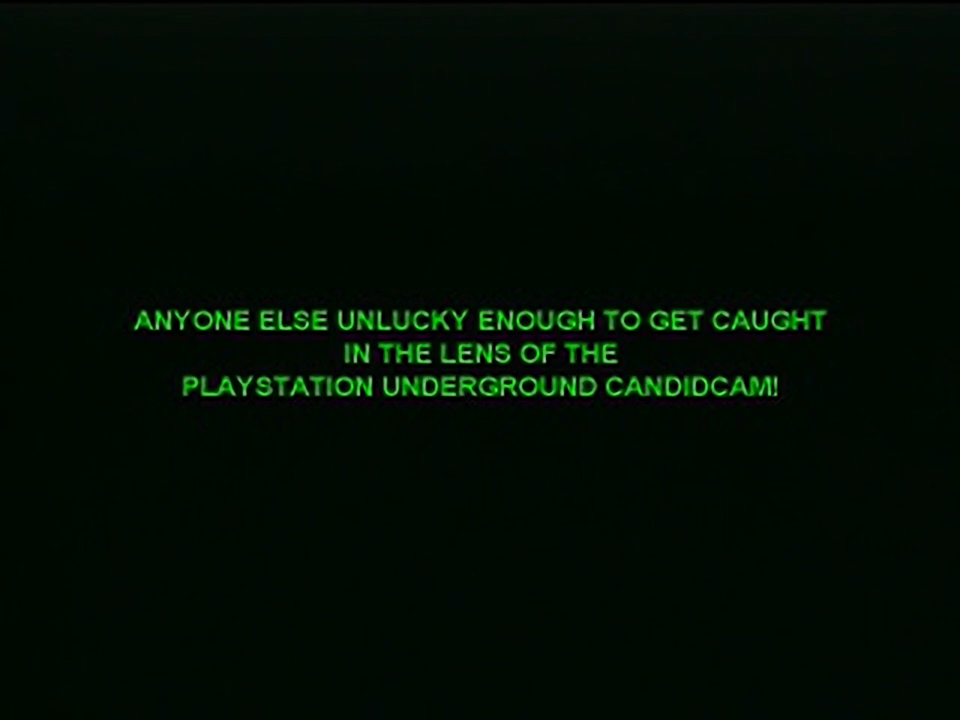 ANYONE ELSE UNLUCKY ENOUGH TO GET CAUGHT
IN THE LENS OF THE
PLAYSTATION UNDERGROUND CANDIDCAM!